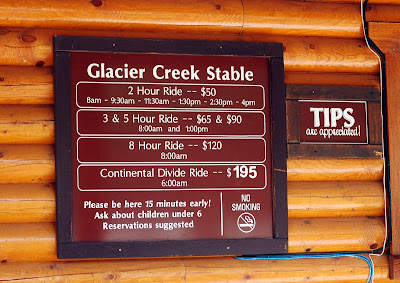 Glacier Creek Stable
2 Hour Ride -- $50
8am - 9:30am - 11:30am - 1:30pm - 2:30pm - 4pm
3 & 5 Hour Ride -- $65 & $90
8:00am and 1:00pm
8 Hour Ride -- $120
8:00am
Continental Divide Ride -- $195
6:00am
Please be here 15 minutes early!
Ask about children under 6
Reservations suggested
NO
SMOKING
TIPS
are appreciated!